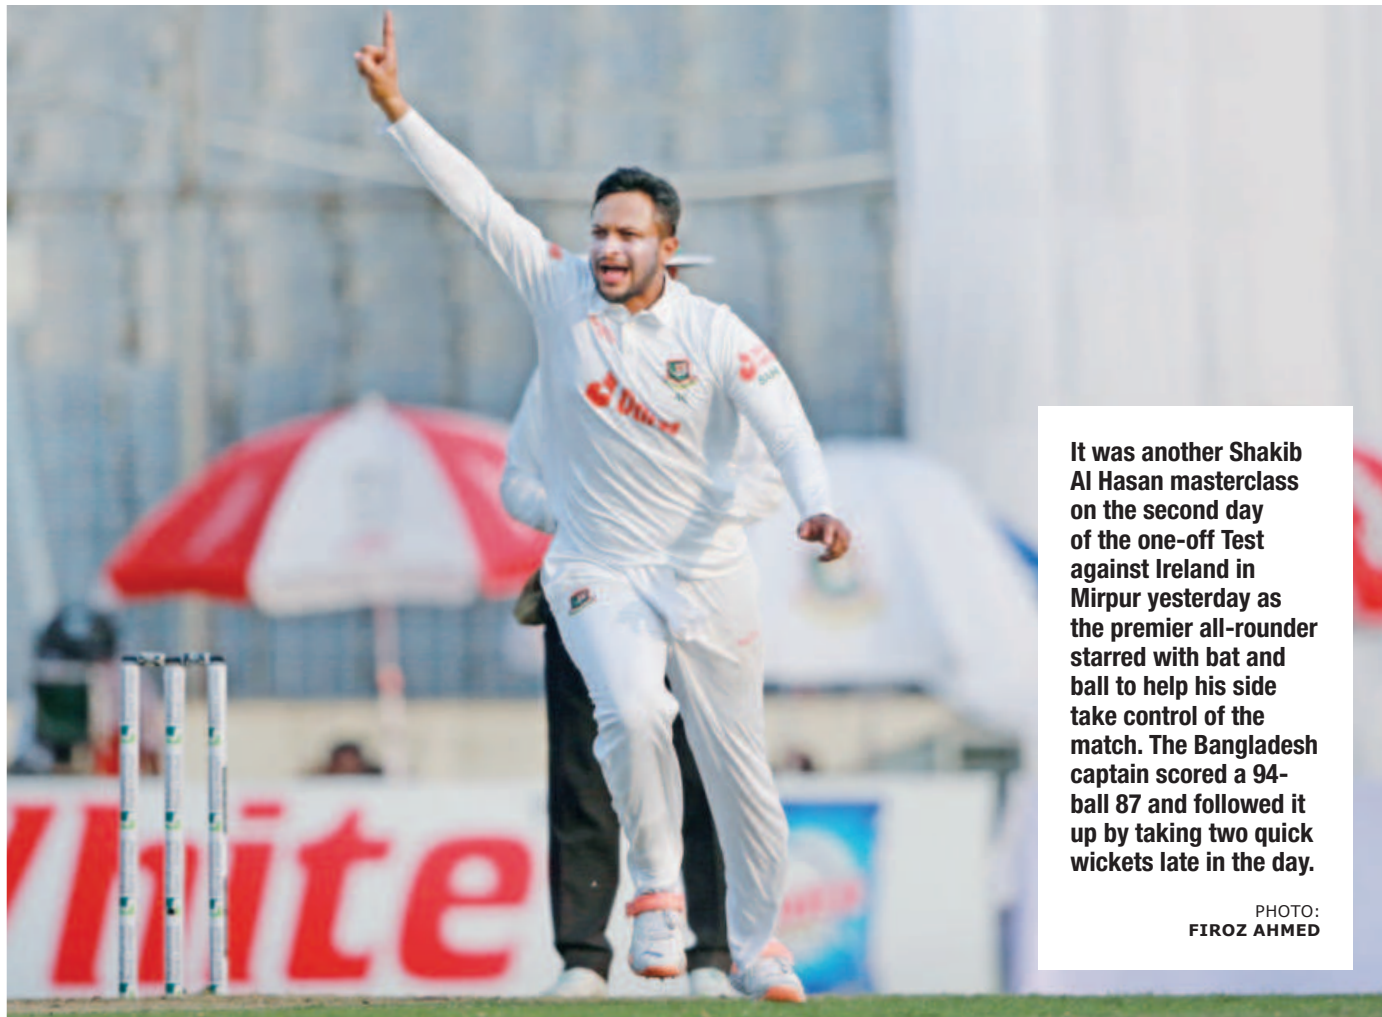 It was another Shakib
Al Hasan masterclass
on the second day
of the one-off Test
against Ireland in
Mirpur yesterday as
the premier all-rounder
starred with bat and
ball to help his side
take control of the
match. The Bangladesh
captain scored a 94-
ball 87 and followed it
up by taking two quick
wickets late in the day.
PHOTO:
FIROZ AHMED
hite